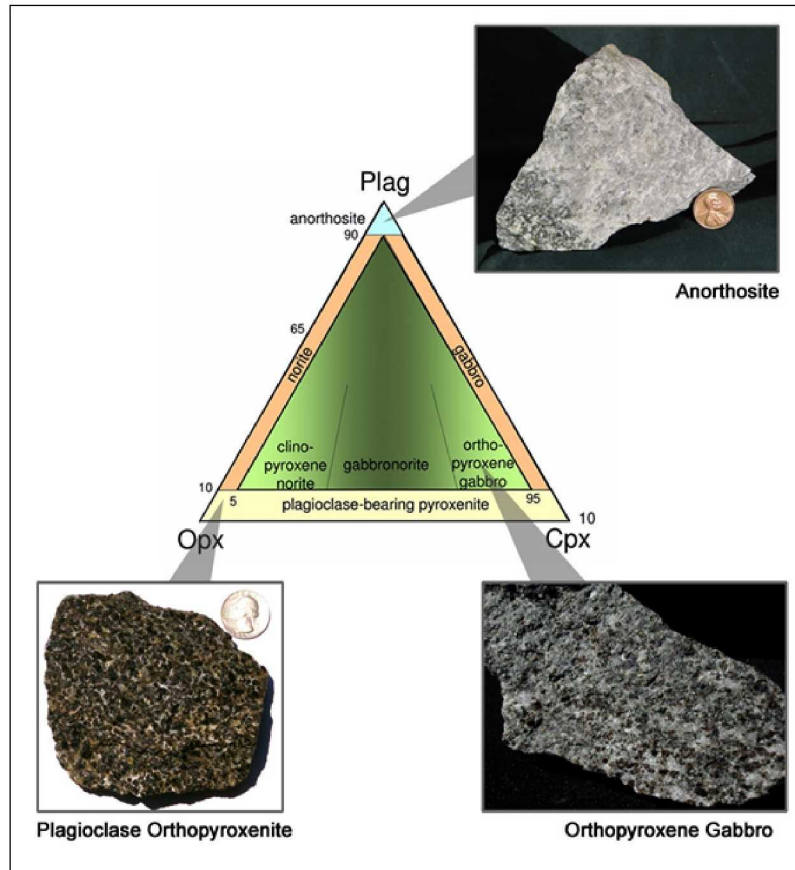 Plag
anorthosite
90
Anorthosite
65
norite
gabbro
clino-
pyroxene
norite
gabbronorite
ortho-
pyroxene
gabbro
10
5
95
plagioclase-bearing pyroxenite
10
Opx
Cpx
Plagioclase Orthopyroxenite
Orthopyroxene Gabbro